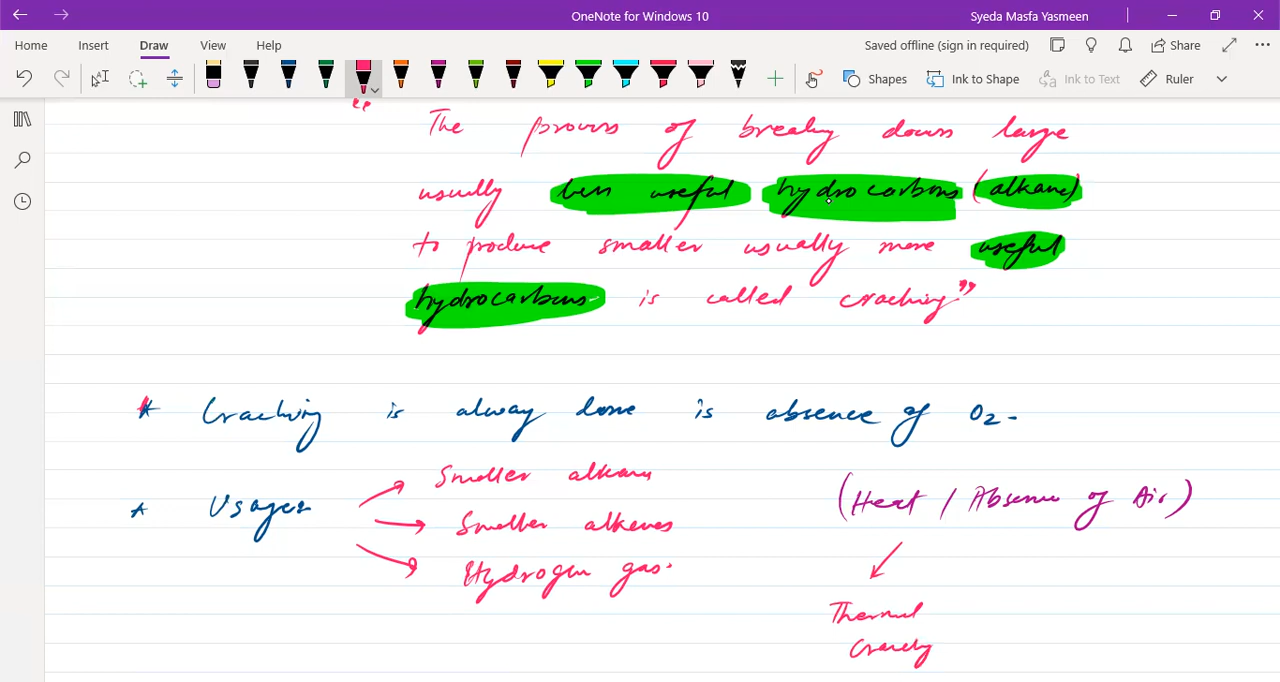 OneNote for Windows 10
Syeda Masfa Yasmeen
Home Insert Draw View Help
Saved offline (sign in required) Share
Shapes Ink to Shape Ink to Text Ruler
"
The process of breaking down large
usually less useful hydrocarbons (alkane)
to produce smaller usually more useful
hydrocarbons is called cracking"
* Cracking is alway done is absence of O2-
* Usages
Smaller alkanes
Smaller alkenes
Hydrogen gas.
(Heat / Absence of Air)
Thermal
Cracking